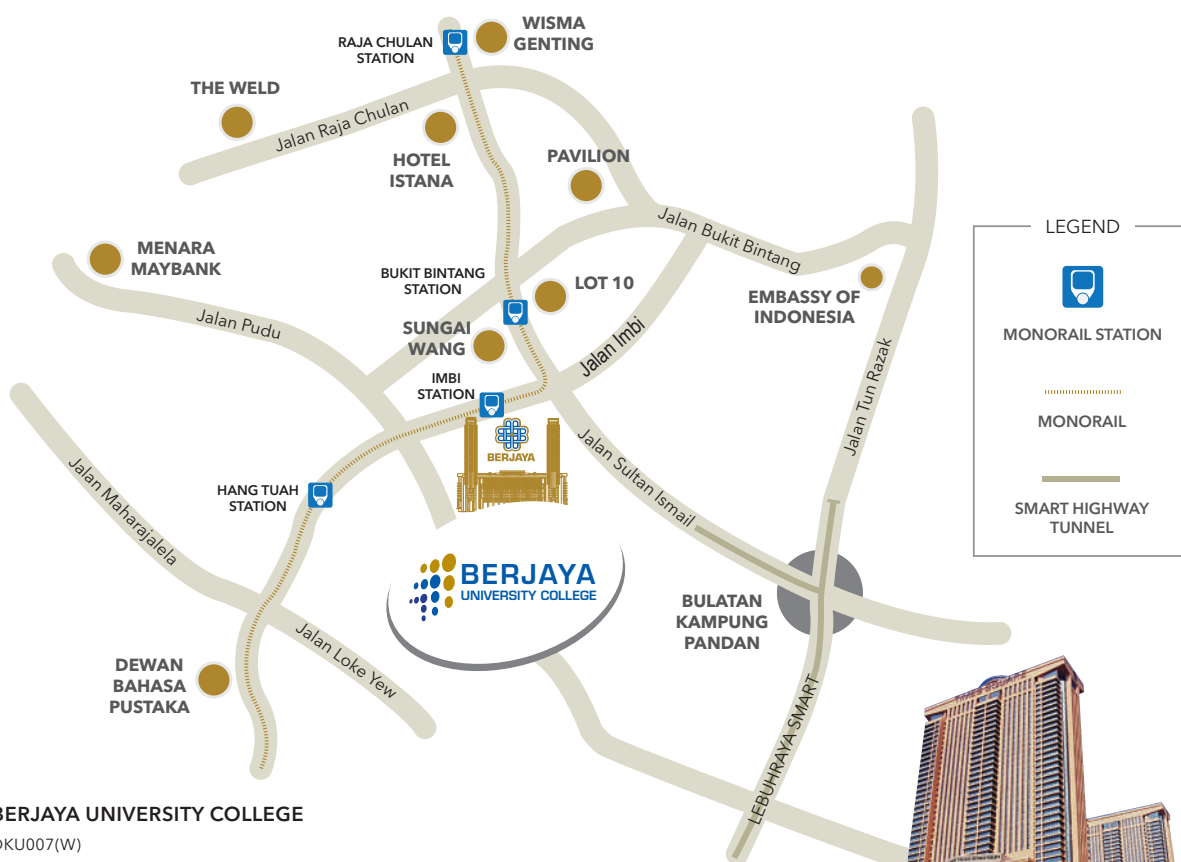 WISMA
GENTING
RAJA CHULAN
STATION
THE WELD
Jalan Raja Chulan
HOTEL
ISTANA
PAVILION
Jalan Bukit Bintang
MENARA
MAYBANK
BUKIT BINTANG
STATION
LOT 10
EMBASSY OF
INDONESIA
Jalan Pudu
SUNGAI
WANG
Jalan Imbi
IMBI
STATION
Jalan Tun Razak
BERJAYA
Jalan Sultan Ismail
Jalan Maharajalela
HANG TUAH
STATION
BERJAYA
UNIVERSITY COLLEGE
BULATAN
KAMPUNG
PANDAN
Jalan Loke Yew
DEWAN
BAHASA
PUSTAKA
LEBUHRAYA SMART
LEGEND
MONORAIL STATION
MONORAIL
SMART HIGHWAY
TUNNEL
BERJAYA UNIVERSITY COLLEGE
DKU007(W)